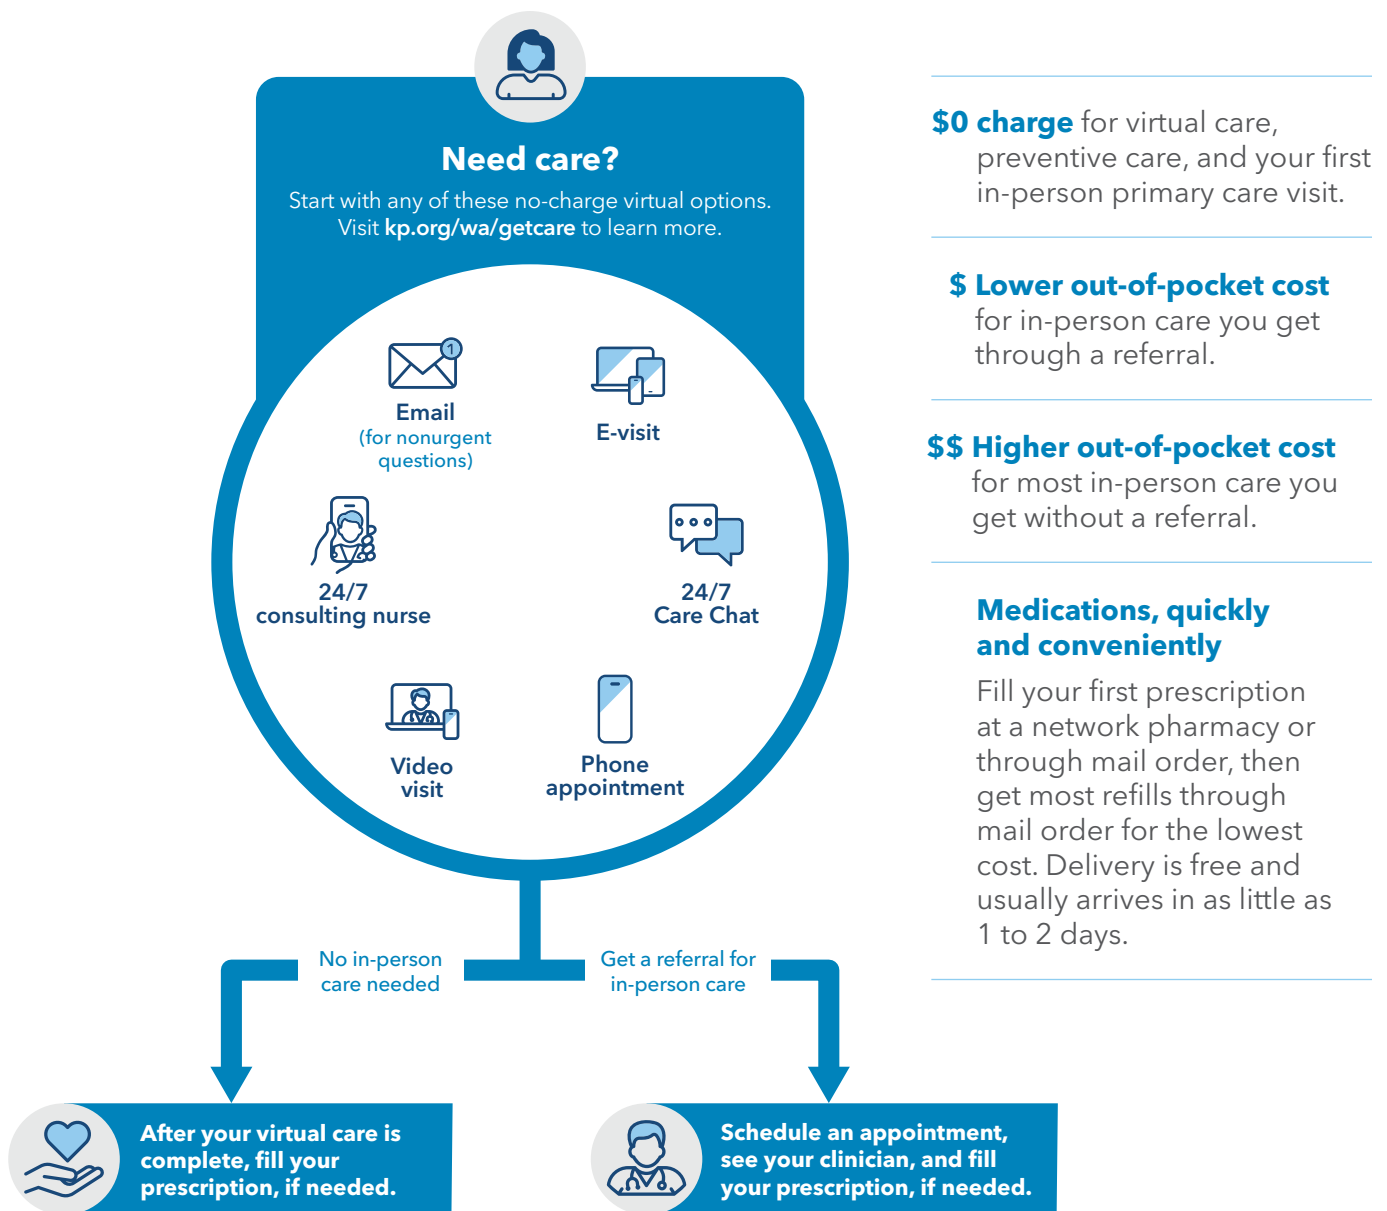 Need care?
Start with any of these no-charge virtual options.
Visit kp.org/wa/getcare to learn more.
1
Email
(for nonurgent
questions)
E-visit
24/7
consulting nurse
24/7
Care Chat
Video
visit
Phone
appointment
No in-person
care needed
Get a referral for
in-person care
After your virtual care is
complete, fill your
prescription, if needed.
Schedule an appointment,
see your clinician, and fill
your prescription, if needed.
$0 charge for virtual care,
preventive care, and your first
in-person primary care visit.
$ Lower out-of-pocket cost
for in-person care you get
through a referral.
$$ Higher out-of-pocket cost
for most in-person care you
get without a referral.
Medications, quickly
and conveniently
Fill your first prescription
at a network pharmacy or
through mail order, then
get most refills through
mail order for the lowest
cost. Delivery is free and
usually arrives in as little as
1 to 2 days.